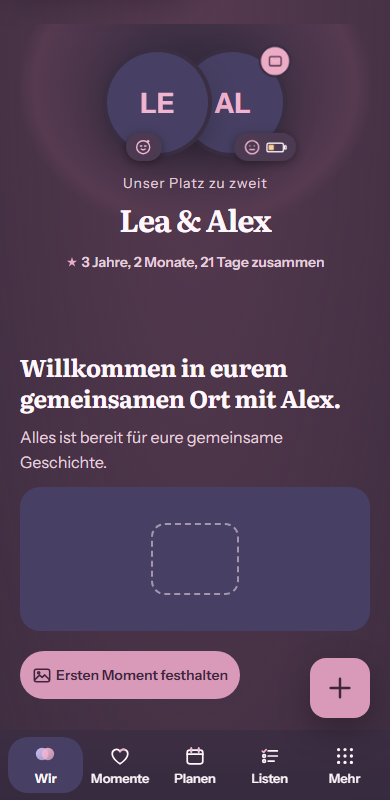 LE
AL
Unser Platz zu zweit
Lea & Alex
★ 3 Jahre, 2 Monate, 21 Tage zusammen
Willkommen in eurem
gemeinsamen Ort mit Alex.
Alles ist bereit für eure gemeinsame
Geschichte.
Ersten Moment festhalten
Wir
Momente
Planen
Listen
Mehr